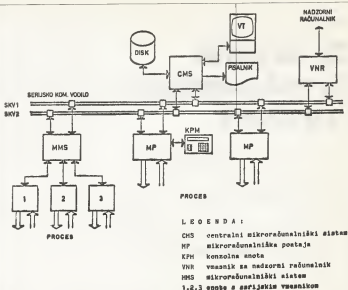 NADZORNI
RAČUNALNIK
VT
DISK
CMS
PISALNIK
VNR
SERIJSKO KOM. VODILO
SKV1
SKV2
KPM
MMS
MP
MP
1
2
3
PROCES
PROCES
LEGENDA:
CMS centralni mikroračunalniški sistem
MP mikroračunalniška postaja
KPM konzolna enota
VNR vmesnik za nadzorni računalnik
MMS mikroračunalniški sistem
1,2,3 enote s serijskim vmesnikom